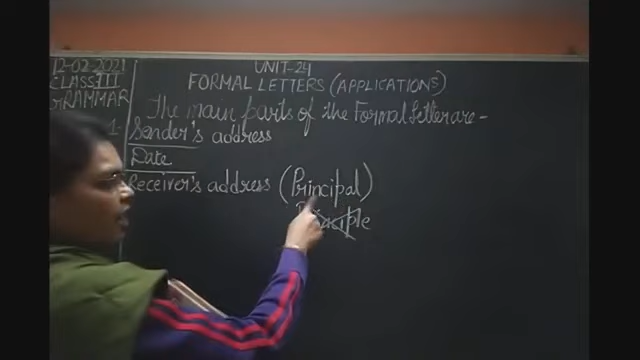 12-02-2021
CLASS III
GRAMMAR
UNIT-24
FORMAL LETTERS (APPLICATIONS)
The main parts of the Formal Letter are -
1. Sender's address
Date
Receiver's address (Principal)
Principle